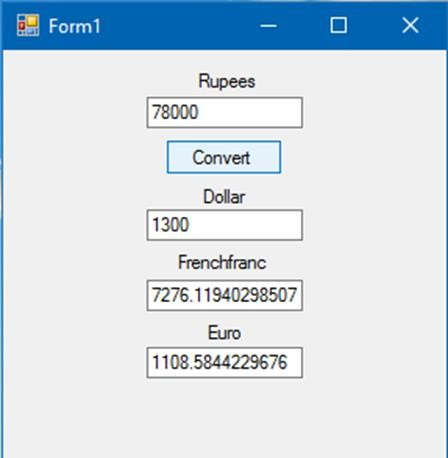 Form1
Rupees
78000
Convert
Dollar
1300
Frenchfranc
7276.11940298507
Euro
1108.5844229676